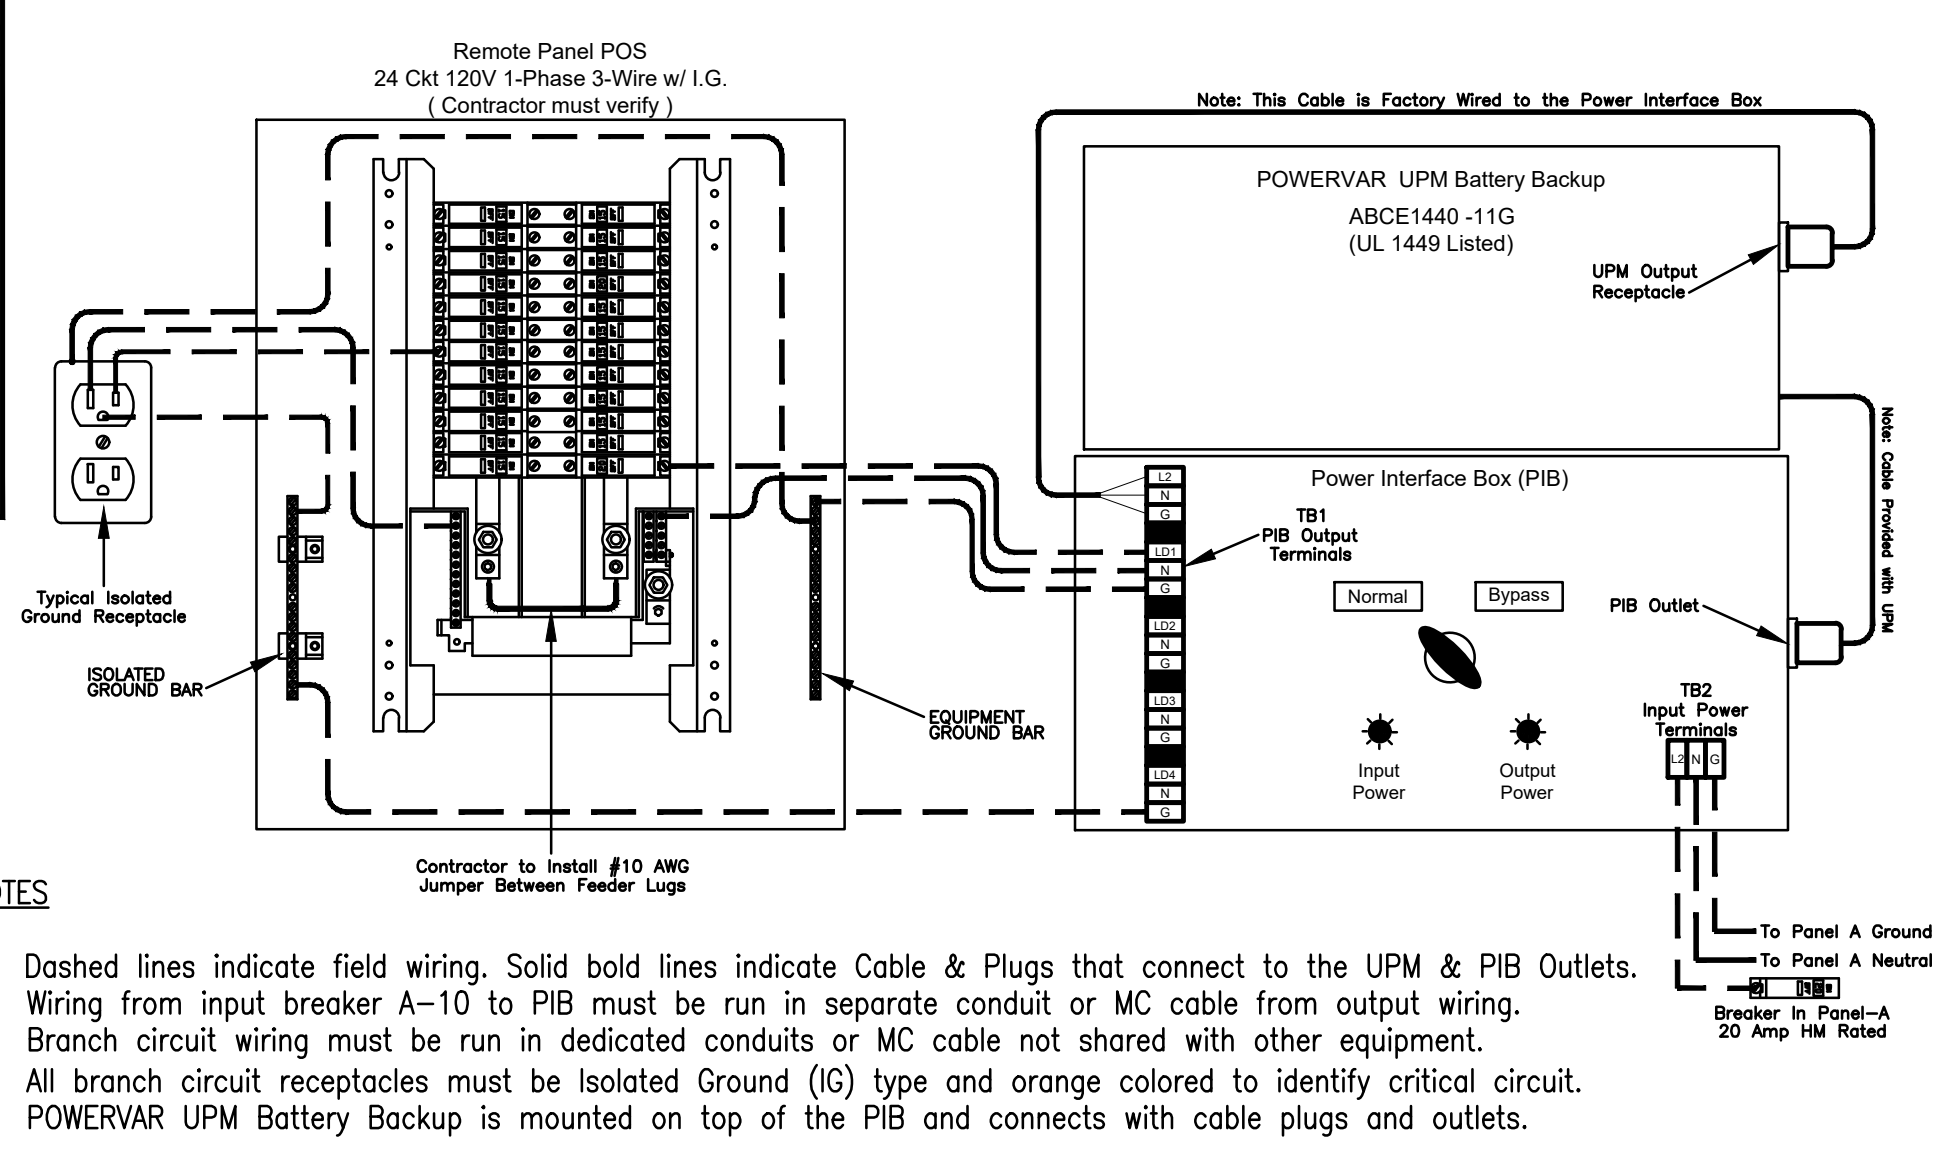 Remote Panel POS
24 Ckt 120V 1-Phase 3-Wire w/ I.G.
( Contractor must verify )
Note: This Cable is Factory Wired to the Power Interface Box
POWERVAR UPM Battery Backup
ABCE1440 -11G
(UL 1449 Listed)
UPM Output
Receptacle
Note: Cable Provided with UPM
Power Interface Box (PIB)
L2
N
G
LD1
N
G
LD2
N
G
LD3
N
G
LD4
N
G
TB1
PIB Output
Terminals
Normal
Bypass
PIB Outlet
Input
Power
Output
Power
TB2
Input Power
Terminals
L2 N G
Typical Isolated
Ground Receptacle
ISOLATED
GROUND BAR
EQUIPMENT
GROUND BAR
Contractor to Install #10 AWG
Jumper Between Feeder Lugs
To Panel A Ground
To Panel A Neutral
Breaker In Panel-A
20 Amp HM Rated
OTES
Dashed lines indicate field wiring. Solid bold lines indicate Cable & Plugs that connect to the UPM & PIB Outlets.
Wiring from input breaker A-10 to PIB must be run in separate conduit or MC cable from output wiring.
Branch circuit wiring must be run in dedicated conduits or MC cable not shared with other equipment.
All branch circuit receptacles must be Isolated Ground (IG) type and orange colored to identify critical circuit.
POWERVAR UPM Battery Backup is mounted on top of the PIB and connects with cable plugs and outlets.